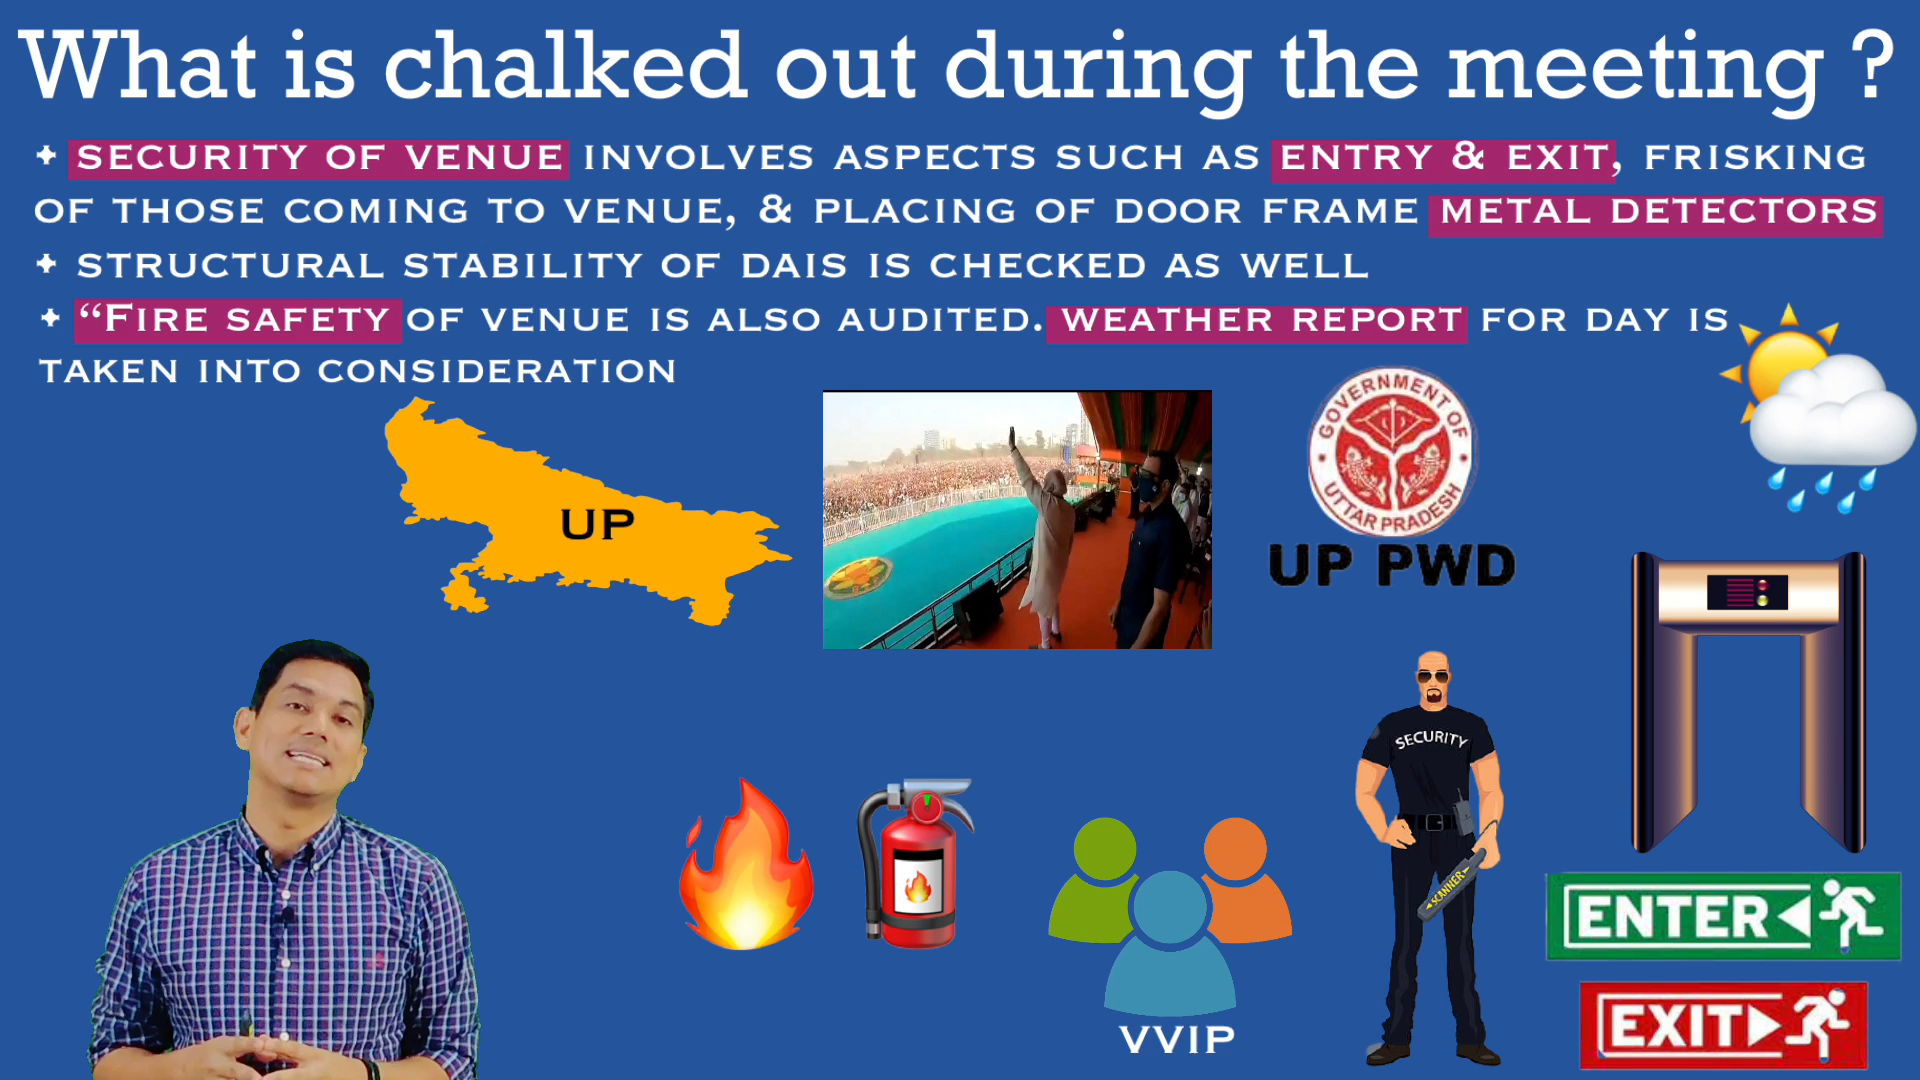 What is chalked out during the meeting ?
+ SECURITY OF VENUE INVOLVES ASPECTS SUCH AS ENTRY & EXIT, FRISKING
OF THOSE COMING TO VENUE, & PLACING OF DOOR FRAME METAL DETECTORS
+ STRUCTURAL STABILITY OF DAIS IS CHECKED AS WELL
+ “FIRE SAFETY OF VENUE IS ALSO AUDITED. WEATHER REPORT FOR DAY IS
TAKEN INTO CONSIDERATION
UP
GOVERNMENT OF
UTTAR PRADESH
UP PWD
SECURITY
SCANNER
ENTER
EXIT
VVIP